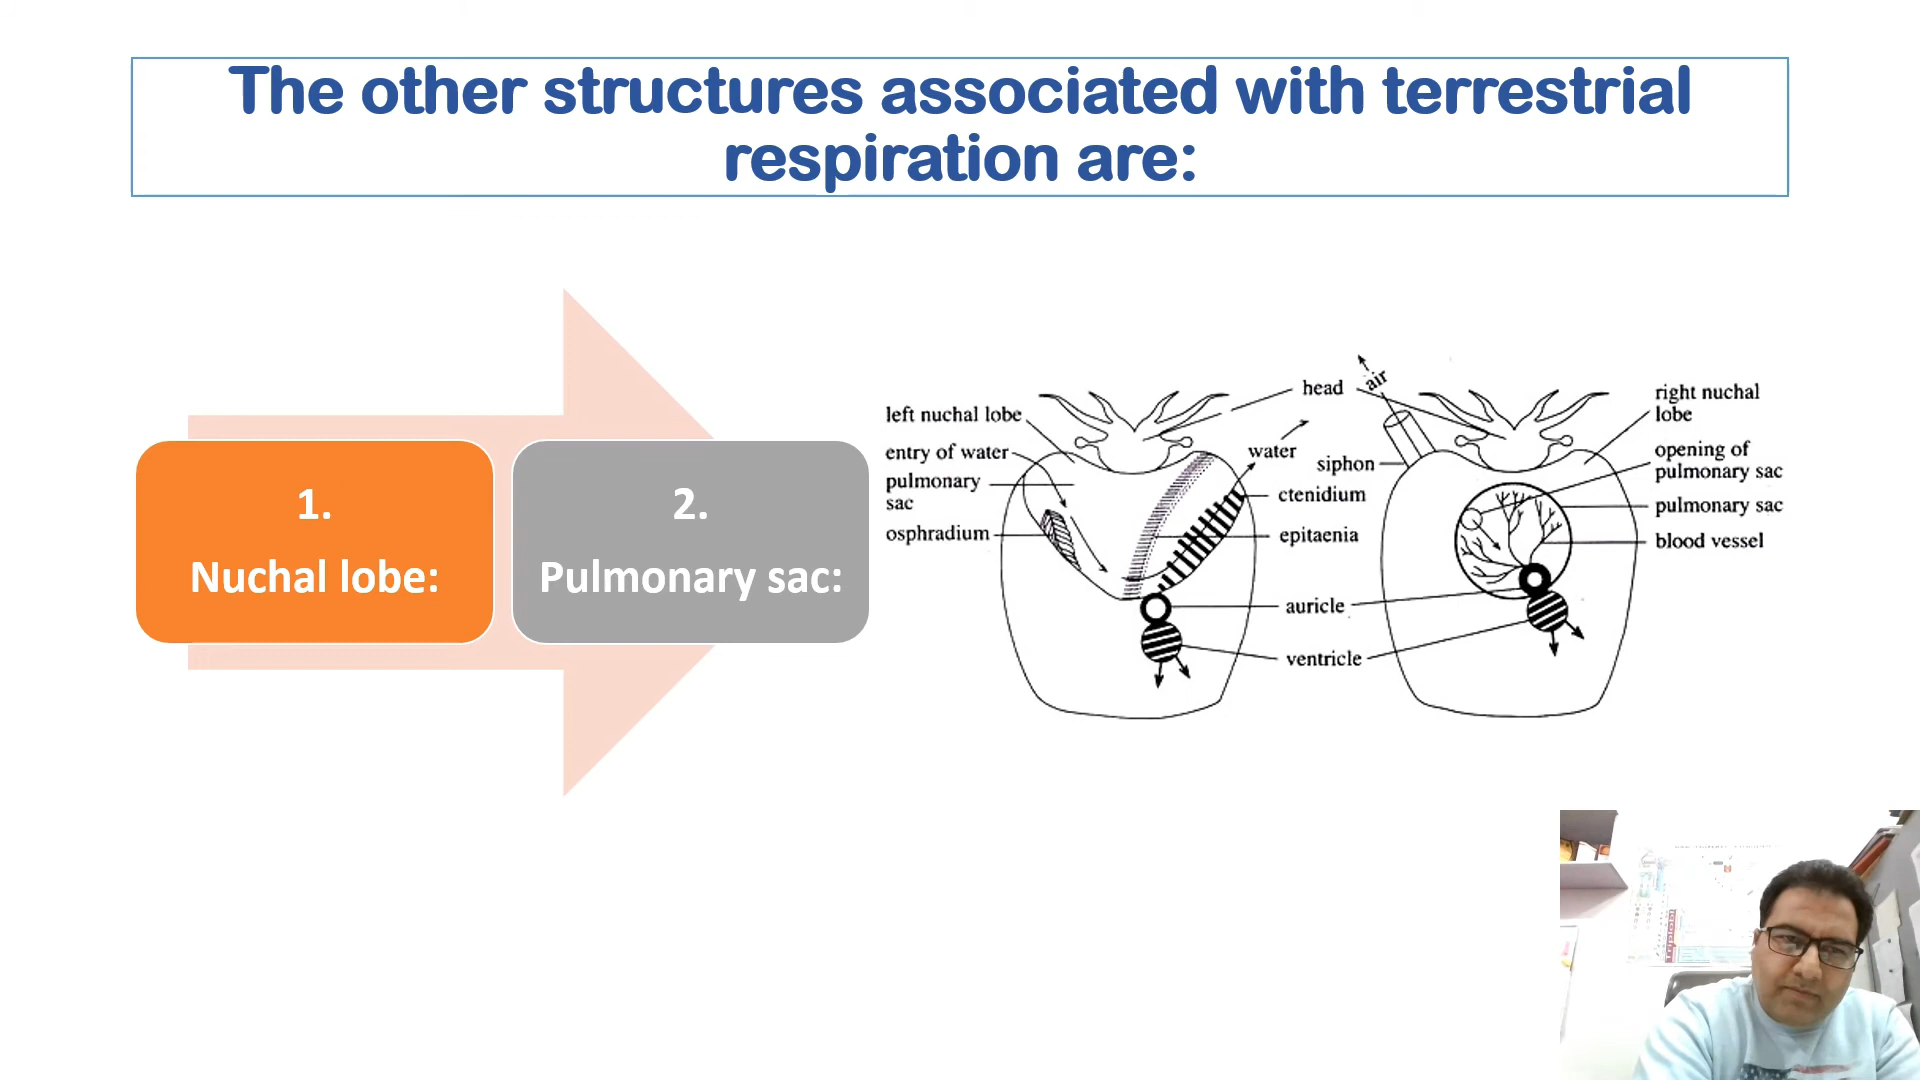 The other structures associated with terrestrial
respiration are:
1.
Nuchal lobe:
2.
Pulmonary sac:
left nuchal lobe
entry of water
pulmonary
sac
osphradium
head
air
water
siphon
ctenidium
epitaenia
auricle
ventricle
right nuchal
lobe
opening of
pulmonary sac
pulmonary sac
blood vessel